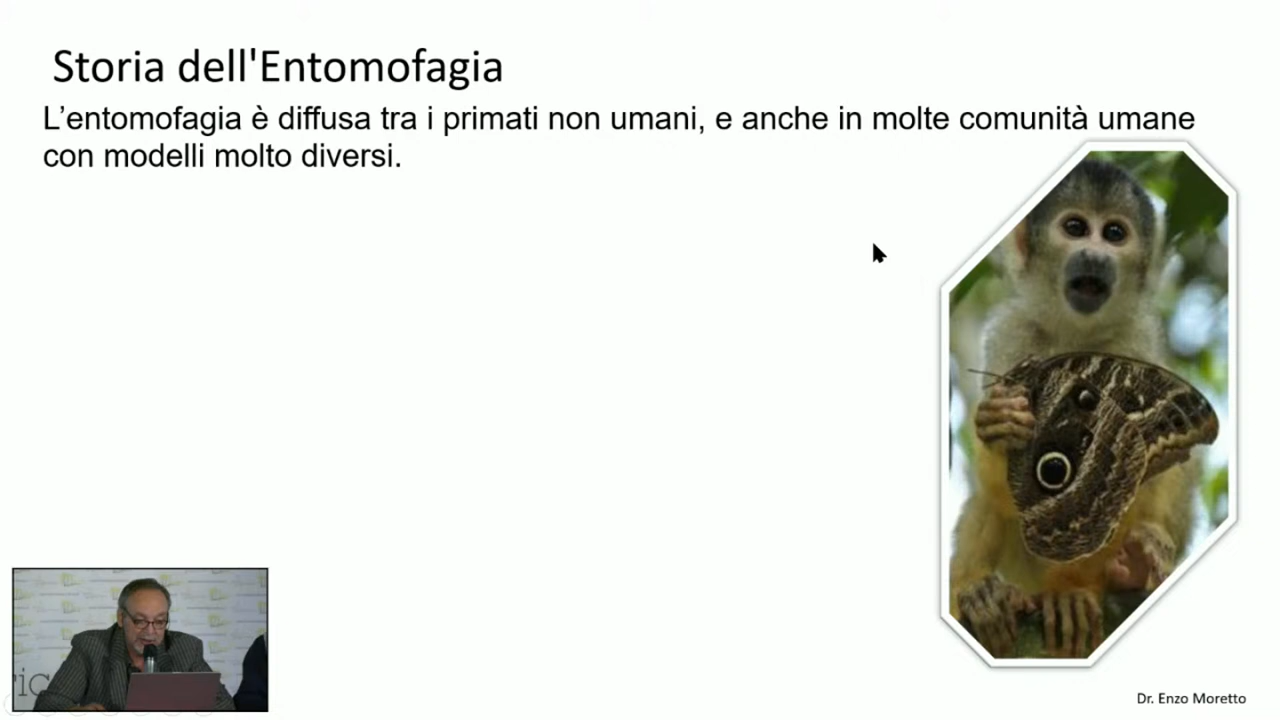 Storia dell'Entomofagia
L’entomofagia è diffusa tra i primati non umani, e anche in molte comunità umane
con modelli molto diversi.
Dr. Enzo Moretto